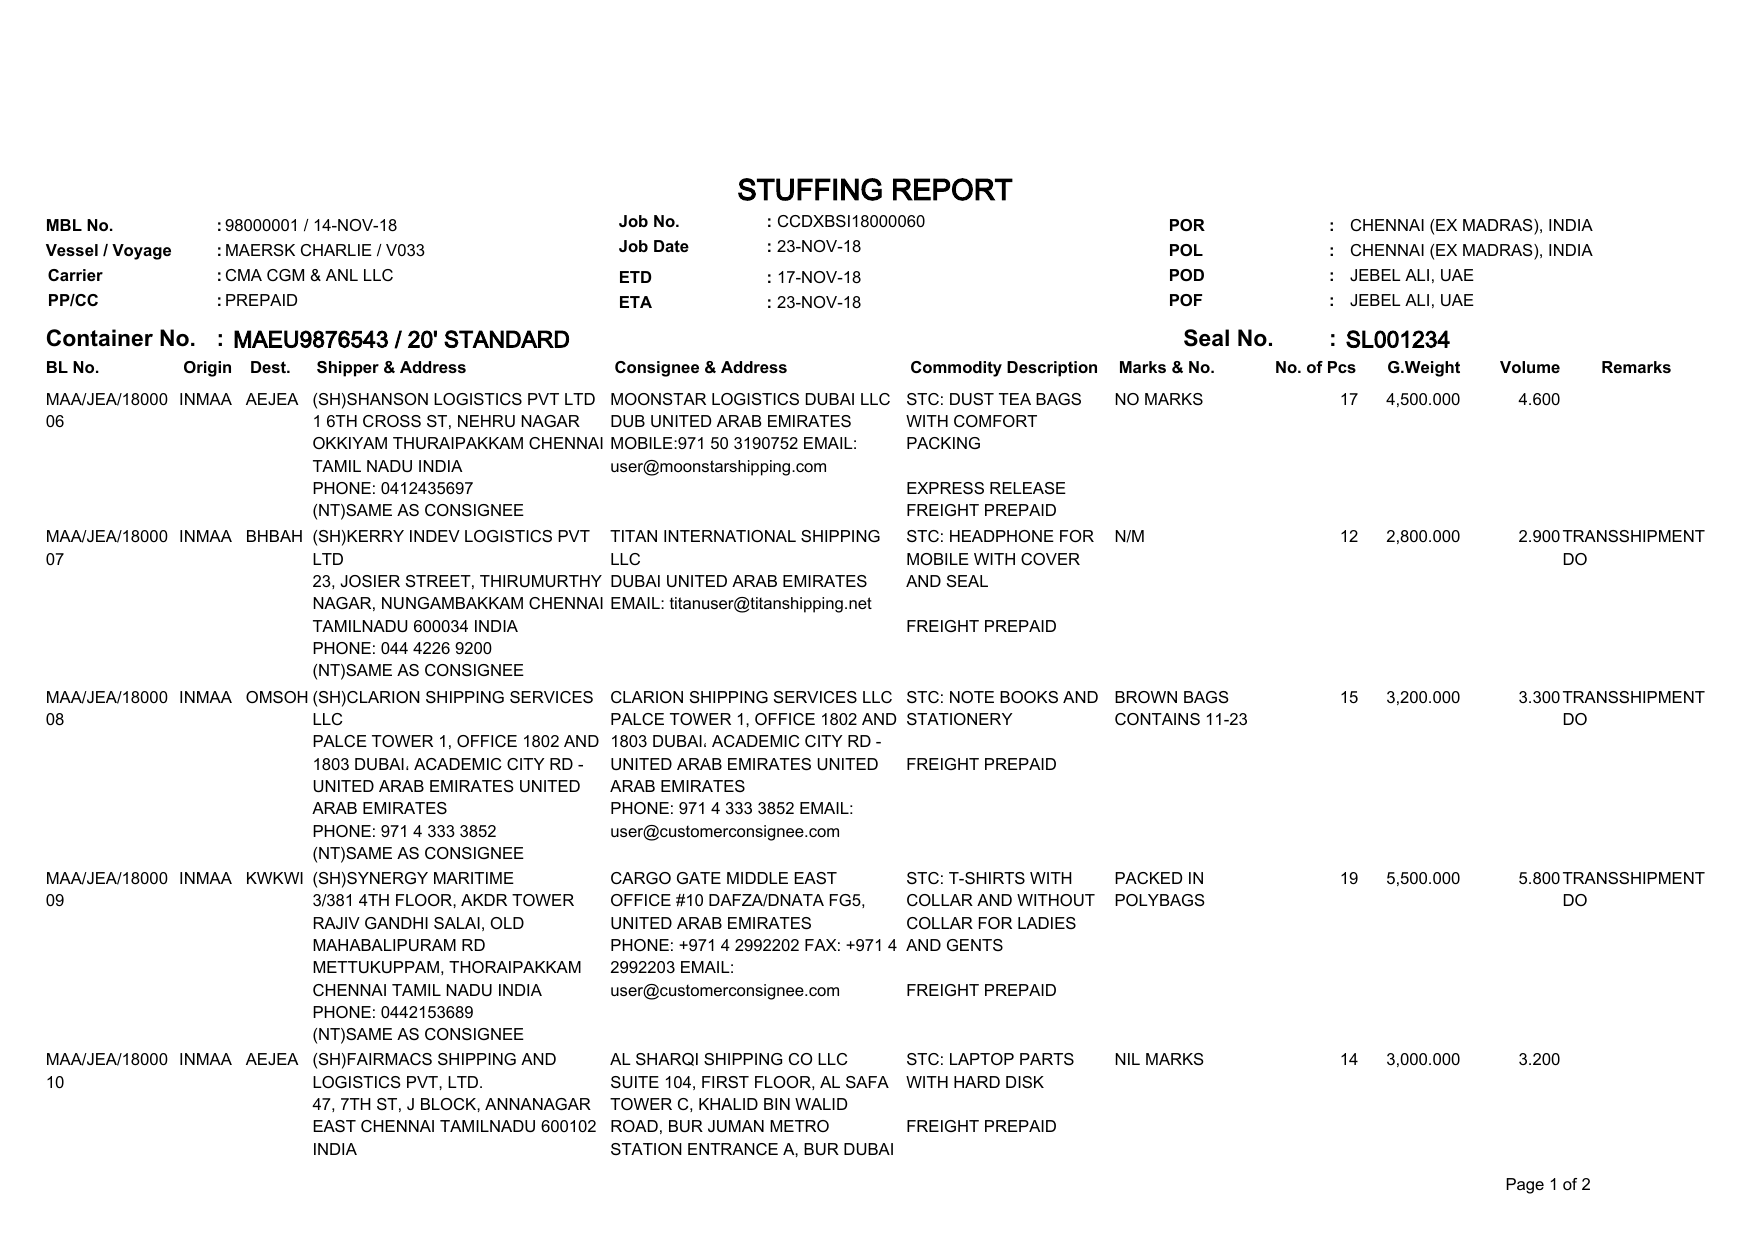 STUFFING REPORT
MBL No. : 98000001 / 14-NOV-18 Job No. : CCDXBSI18000060 POR : CHENNAI (EX MADRAS), INDIA
Vessel / Voyage : MAERSK CHARLIE / V033 Job Date : 23-NOV-18 POL : CHENNAI (EX MADRAS), INDIA
Carrier : CMA CGM & ANL LLC ETD : 17-NOV-18 POD : JEBEL ALI, UAE
PP/CC : PREPAID ETA : 23-NOV-18 POF : JEBEL ALI, UAE
Container No. : MAEU9876543 / 20' STANDARD Seal No. : SL001234
BL No. Origin Dest. Shipper & Address Consignee & Address Commodity Description Marks & No. No. of Pcs G.Weight Volume Remarks
MAA/JEA/18000 INMAA AEJEA (SH)SHANSON LOGISTICS PVT LTD MOONSTAR LOGISTICS DUBAI LLC STC: DUST TEA BAGS NO MARKS 17 4,500.000 4.600
06 1 6TH CROSS ST, NEHRU NAGAR DUB UNITED ARAB EMIRATES WITH COMFORT
OKKIYAM THURAIPAKKAM CHENNAI MOBILE:971 50 3190752 EMAIL: PACKING
TAMIL NADU INDIA user@moonstarshipping.com
PHONE: 0412435697 EXPRESS RELEASE
(NT)SAME AS CONSIGNEE FREIGHT PREPAID
MAA/JEA/18000 INMAA BHBAH (SH)KERRY INDEV LOGISTICS PVT TITAN INTERNATIONAL SHIPPING STC: HEADPHONE FOR N/M 12 2,800.000 2.900 TRANSSHIPMENT
07 LTD LLC MOBILE WITH COVER DO
23, JOSIER STREET, THIRUMURTHY DUBAI UNITED ARAB EMIRATES AND SEAL
NAGAR, NUNGAMBAKKAM CHENNAI EMAIL: titanuser@titanshipping.net
TAMILNADU 600034 INDIA FREIGHT PREPAID
PHONE: 044 4226 9200
(NT)SAME AS CONSIGNEE
MAA/JEA/18000 INMAA OMSOH (SH)CLARION SHIPPING SERVICES CLARION SHIPPING SERVICES LLC STC: NOTE BOOKS AND BROWN BAGS 15 3,200.000 3.300 TRANSSHIPMENT
08 LLC PALCE TOWER 1, OFFICE 1802 AND STATIONERY CONTAINS 11-23 DO
PALCE TOWER 1, OFFICE 1802 AND 1803 DUBAI، ACADEMIC CITY RD -
1803 DUBAI، ACADEMIC CITY RD - UNITED ARAB EMIRATES UNITED FREIGHT PREPAID
UNITED ARAB EMIRATES UNITED ARAB EMIRATES
ARAB EMIRATES PHONE: 971 4 333 3852 EMAIL:
PHONE: 971 4 333 3852 user@customerconsignee.com
(NT)SAME AS CONSIGNEE
MAA/JEA/18000 INMAA KWKWI (SH)SYNERGY MARITIME CARGO GATE MIDDLE EAST STC: T-SHIRTS WITH PACKED IN 19 5,500.000 5.800 TRANSSHIPMENT
09 3/381 4TH FLOOR, AKDR TOWER OFFICE #10 DAFZA/DNATA FG5, COLLAR AND WITHOUT POLYBAGS DO
RAJIV GANDHI SALAI, OLD UNITED ARAB EMIRATES COLLAR FOR LADIES
MAHABALIPURAM RD PHONE: +971 4 2992202 FAX: +971 4 AND GENTS
METTUKUPPAM, THORAIPAKKAM 2992203 EMAIL:
CHENNAI TAMIL NADU INDIA user@customerconsignee.com FREIGHT PREPAID
PHONE: 0442153689
(NT)SAME AS CONSIGNEE
MAA/JEA/18000 INMAA AEJEA (SH)FAIRMACS SHIPPING AND AL SHARQI SHIPPING CO LLC STC: LAPTOP PARTS NIL MARKS 14 3,000.000 3.200
10 LOGISTICS PVT, LTD. SUITE 104, FIRST FLOOR, AL SAFA WITH HARD DISK
47, 7TH ST, J BLOCK, ANNANAGAR TOWER C, KHALID BIN WALID
EAST CHENNAI TAMILNADU 600102 ROAD, BUR JUMAN METRO FREIGHT PREPAID
INDIA STATION ENTRANCE A, BUR DUBAI
Page 1 of 2